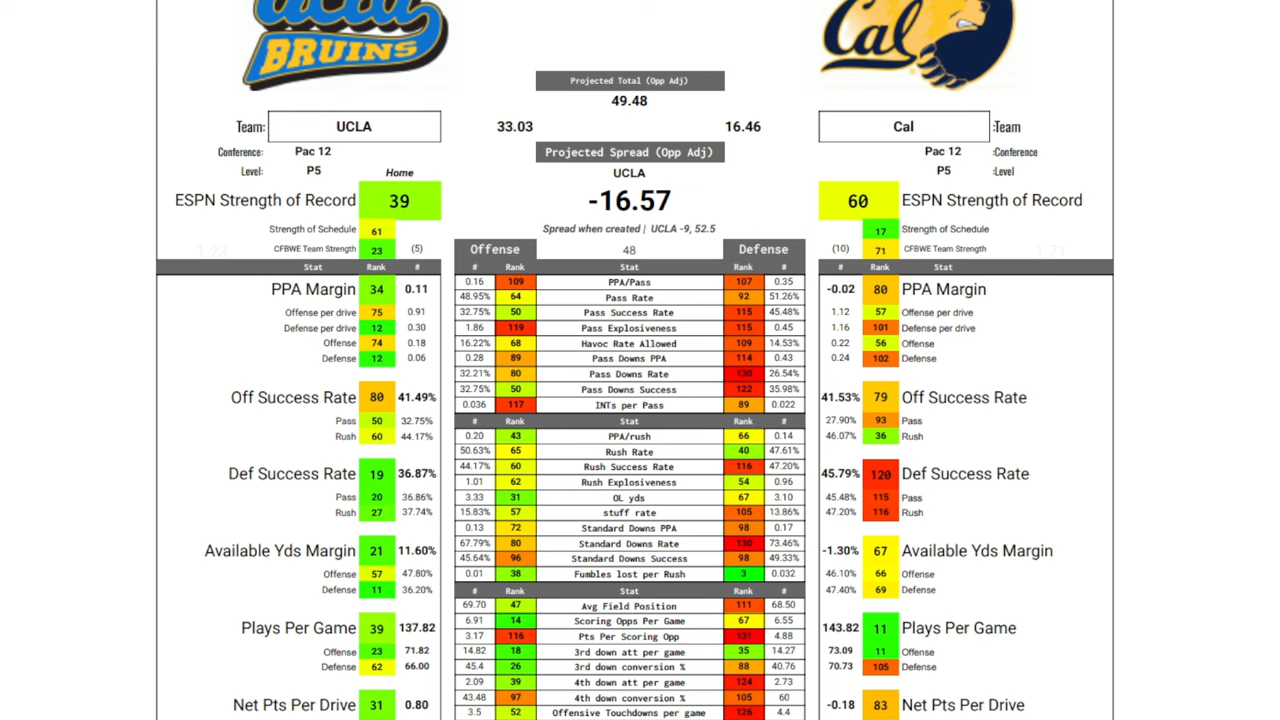 ucla
BRUINS
Cal
Projected Total (Opp Adj)
49.48
Team: UCLA 33.03 16.46 Cal :Team
Conference: Pac 12 Projected Spread (Opp Adj) Pac 12 :Conference
Level: P5 Home UCLA P5 :Level
ESPN Strength of Record 39 -16.57 60 ESPN Strength of Record
Strength of Schedule 61 Spread when created | UCLA -9, 52.5 17 Strength of Schedule
1.23 CFBWE Team Strength 23 (5) Offense 48 Defense (10) 71 CFBWE Team Strength 1.71
Stat Rank # # Rank Stat Rank # # Rank Stat
0.16 109 PPA/Pass 107 0.35
PPA Margin 34 0.11 -0.02 80 PPA Margin
48.95% 64 Pass Rate 92 51.26%
Offensive per drive 75 0.91 32.75% 50 Pass Success Rate 115 45.48% 1.12 57 Offensive per drive
Defense per drive 12 0.30 1.86 119 Pass Explosiveness 115 0.45 1.16 101 Defense per drive
Offense 74 0.18 16.22% 68 Havoc Rate Allowed 109 14.53% 0.22 56 Offense
Defense 12 0.06 0.28 89 Pass Downs PPA 114 0.43 0.24 102 Defense
32.21% 80 Pass Downs Rate 130 26.54%
32.75% 50 Pass Downs Success 122 35.98%
Off Success Rate 80 41.49% 41.53% 79 Off Success Rate
0.036 117 INTs per Pass 89 0.022
Pass 50 32.75% # Rank Stat Rank # 27.90% 93 Pass
Rush 60 44.17% 0.20 43 PPA/rush 66 0.14 46.07% 36 Rush
50.63% 65 Rush Rate 40 47.61%
44.17% 60 Rush Success Rate 116 47.20%
Def Success Rate 19 36.87% 45.79% 120 Def Success Rate
1.01 62 Rush Explosiveness 54 0.96
Pass 20 36.86% 3.33 31 OL yds 67 3.10 45.48% 115 Pass
Rush 27 37.74% 15.83% 57 stuff rate 105 13.86% 47.20% 116 Rush
0.13 72 Standard Downs PPA 98 0.17
67.79% 80 Standard Downs Rate 130 73.46%
Available Yds Margin 21 11.60% -1.30% 67 Available Yds Margin
45.64% 96 Standard Downs Success 98 49.33%
Offense 57 47.80% 0.01 38 Fumbles lost per Rush 3 0.032 46.10% 66 Offense
Defense 11 36.20% # Rank Stat Rank # 47.40% 69 Defense
69.70 47 Avg Field Position 111 68.50
6.91 14 Scoring Opps Per Game 67 6.55
Plays Per Game 39 137.82 143.82 11 Plays Per Game
3.17 116 Pts Per Scoring Opp 131 4.88
Offense 23 71.82 14.82 18 3rd down att per game 35 14.27 73.09 11 Offense
Defense 62 66.00 45.4 26 3rd down conversion % 88 40.76 70.73 105 Defense
2.09 39 4th down att per game 124 2.73
43.48 97 4th down conversion % 105 60
Net Pts Per Drive 31 0.80 -0.18 83 Net Pts Per Drive
3.5 52 Offensive Touchdowns per game 126 4.4